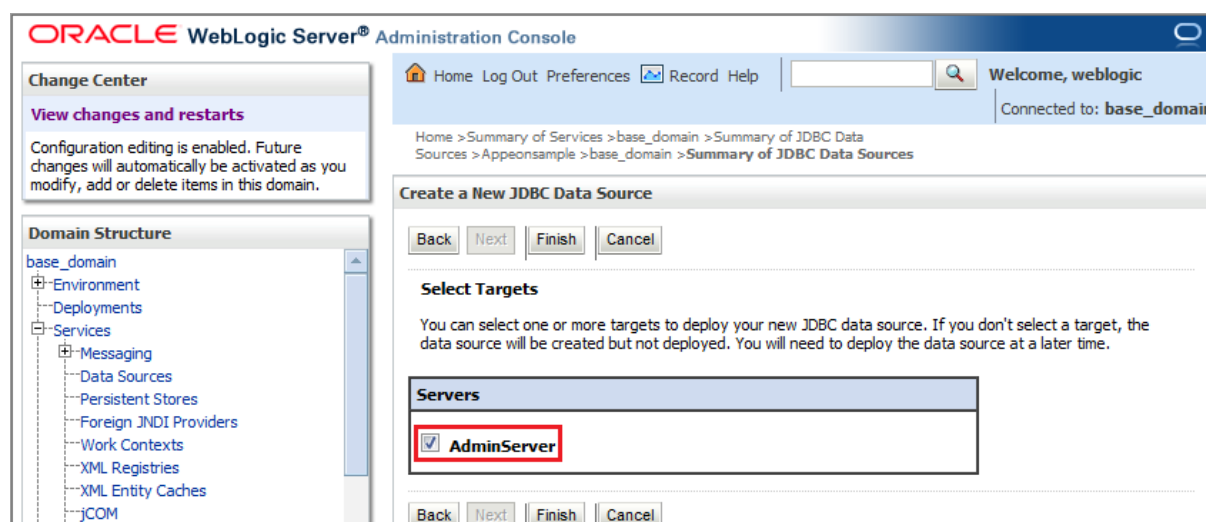 ORACLE WebLogic Server® Administration Console
Change Center
View changes and restarts
Configuration editing is enabled. Future
changes will automatically be activated as you
modify, add or delete items in this domain.
Domain Structure
base_domain
Environment
Deployments
Services
Messaging
Data Sources
Persistent Stores
Foreign JNDI Providers
Work Contexts
XML Registries
XML Entity Caches
jCOM
Home Log Out Preferences Record Help
Welcome, weblogic
Connected to: base_domain
Home >Summary of Services >base_domain >Summary of JDBC Data
Sources >Appeonsample >base_domain >Summary of JDBC Data Sources
Create a New JDBC Data Source
Back Next Finish Cancel
Select Targets
You can select one or more targets to deploy your new JDBC data source. If you don't select a target, the
data source will be created but not deployed. You will need to deploy the data source at a later time.
Servers
AdminServer
Back Next Finish Cancel